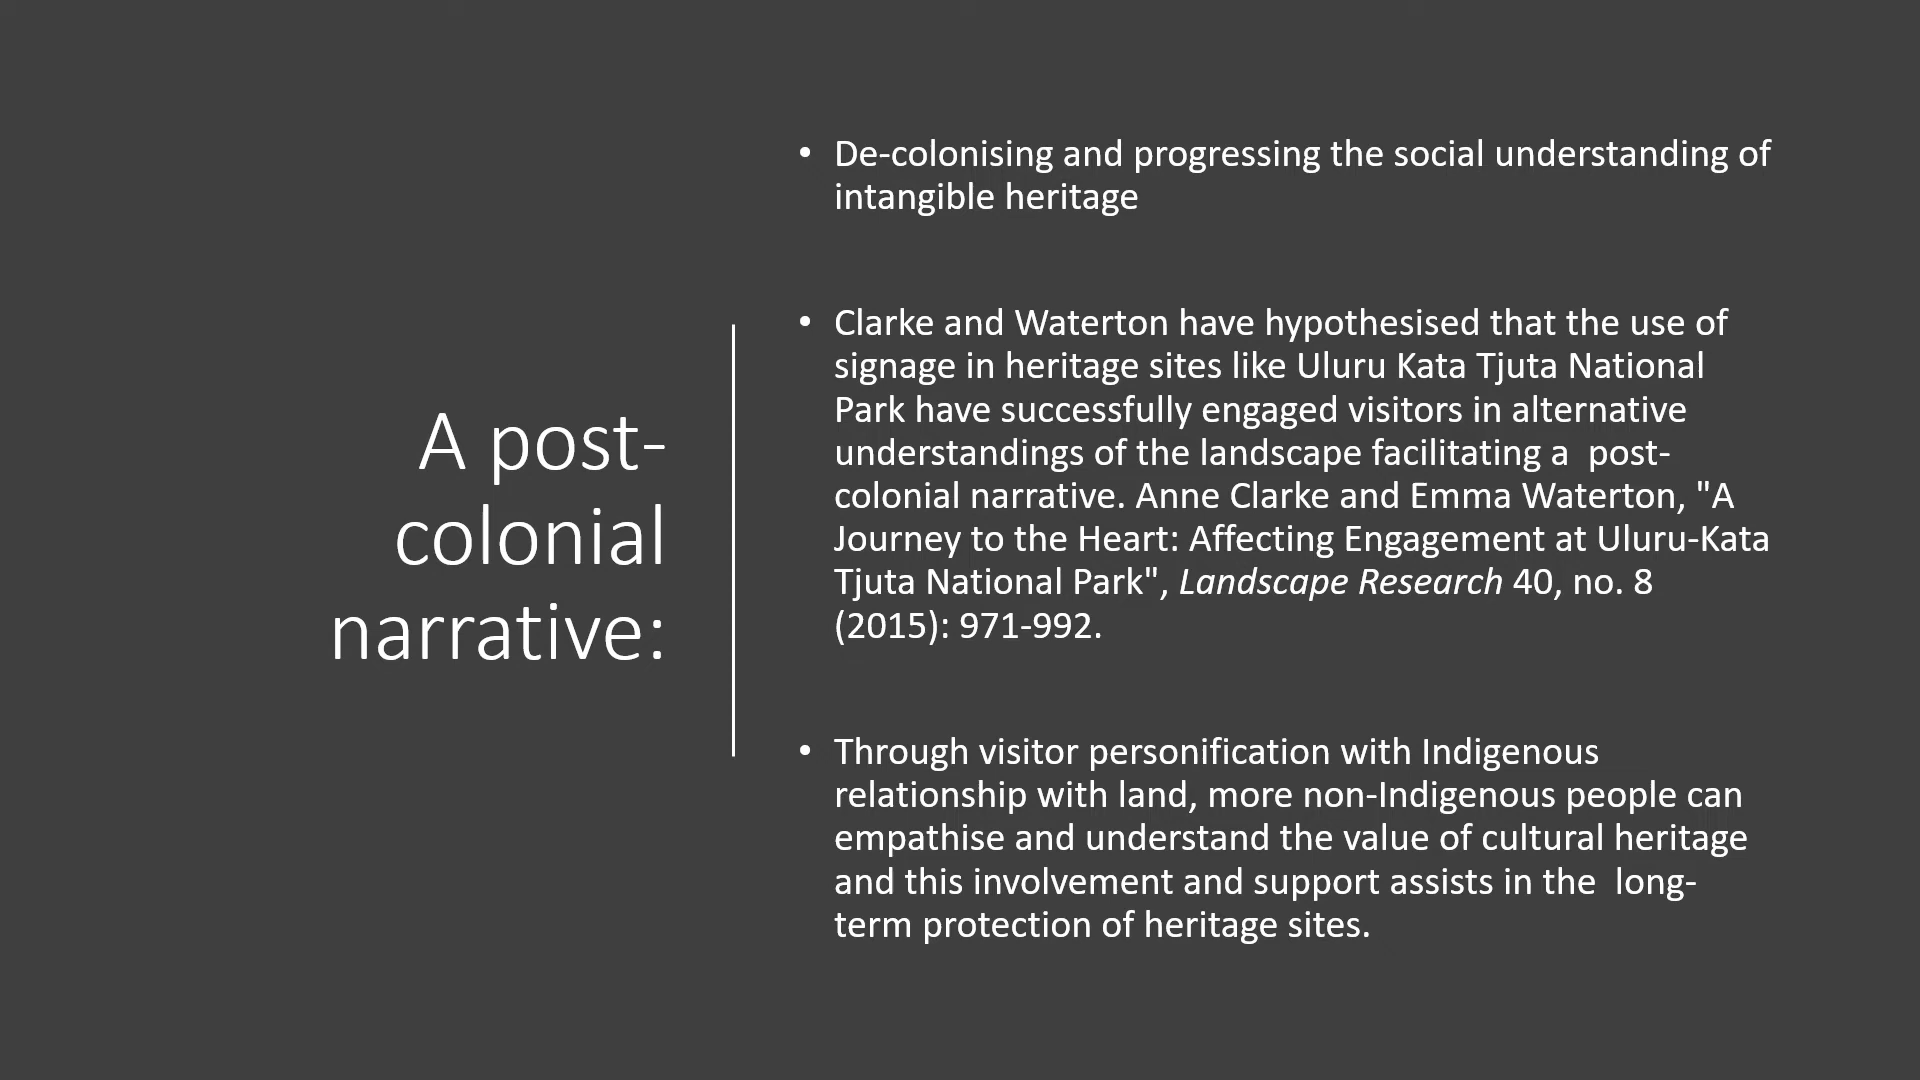 A post-
colonial
narrative:
• De-colonising and progressing the social understanding of
intangible heritage
• Clarke and Waterton have hypothesised that the use of
signage in heritage sites like Uluru Kata Tjuta National
Park have successfully engaged visitors in alternative
understandings of the landscape facilitating a  post-
colonial narrative. Anne Clarke and Emma Waterton, "A
Journey to the Heart: Affecting Engagement at Uluru-Kata
Tjuta National Park", Landscape Research 40, no. 8
(2015): 971-992.
• Through visitor personification with Indigenous
relationship with land, more non-Indigenous people can
empathise and understand the value of cultural heritage
and this involvement and support assists in the  long-
term protection of heritage sites.